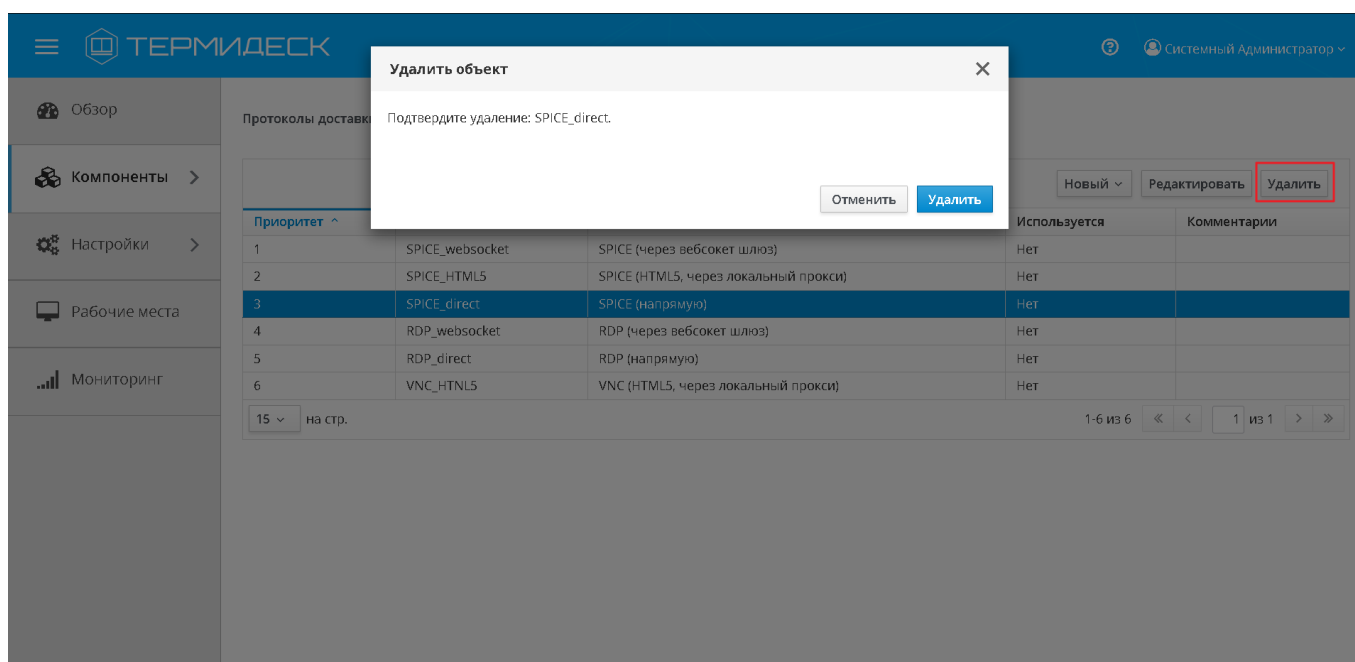 ТЕРМИДЕСК
Системный Администратор
Удалить объект
Обзор
Протоколы доставки
Подтвердите удаление: SPICE_direct.
Компоненты
Отменить Удалить
Новый Редактировать Удалить
Приоритет Используется Комментарии
1 SPICE_websocket SPICE (через вебсокет шлюз) Нет
Настройки
2 SPICE_HTML5 SPICE (HTML5, через локальный прокси) Нет
3 SPICE_direct SPICE (напрямую) Нет
Рабочие места
4 RDP_websocket RDP (через вебсокет шлюз) Нет
5 RDP_direct RDP (напрямую) Нет
Мониторинг
6 VNC_HTNL5 VNC (HTML5, через локальный прокси) Нет
15 на стр. 1-6 из 6 1 из 1